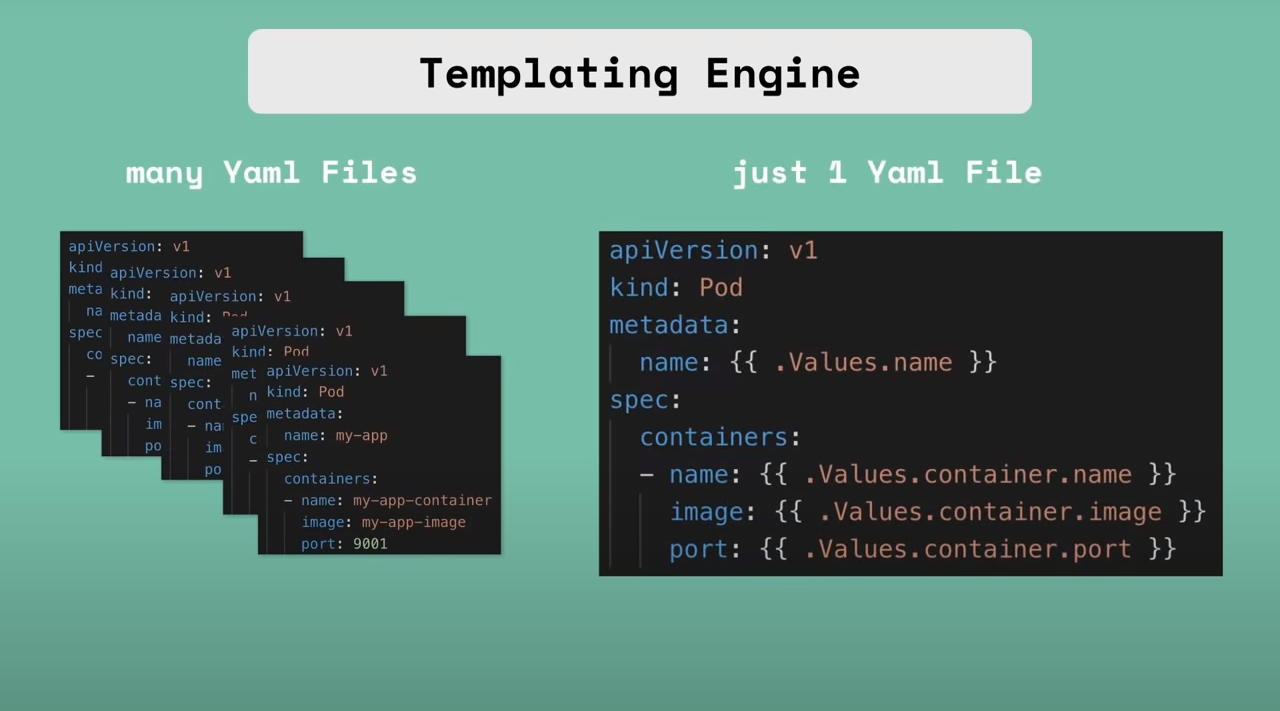 Templating Engine
many Yaml Files
just 1 Yaml File
apiVersion: v1
kind
meta
na
spec
co
-
apiVersion: v1
kind:
metada
name
spec:
cont
- na
im
po
apiVersion: v1
kind: Pod
metada
name
spec:
cont
- na
im
po
apiVersion: v1
kind: Pod
met
n
spe
c
-
apiVersion: v1
kind: Pod
metadata:
name: my-app
spec:
containers:
- name: my-app-container
image: my-app-image
port: 9001
apiVersion: v1
kind: Pod
metadata:
name: {{ .Values.name }}
spec:
containers:
- name: {{ .Values.container.name }}
image: {{ .Values.container.image }}
port: {{ .Values.container.port }}